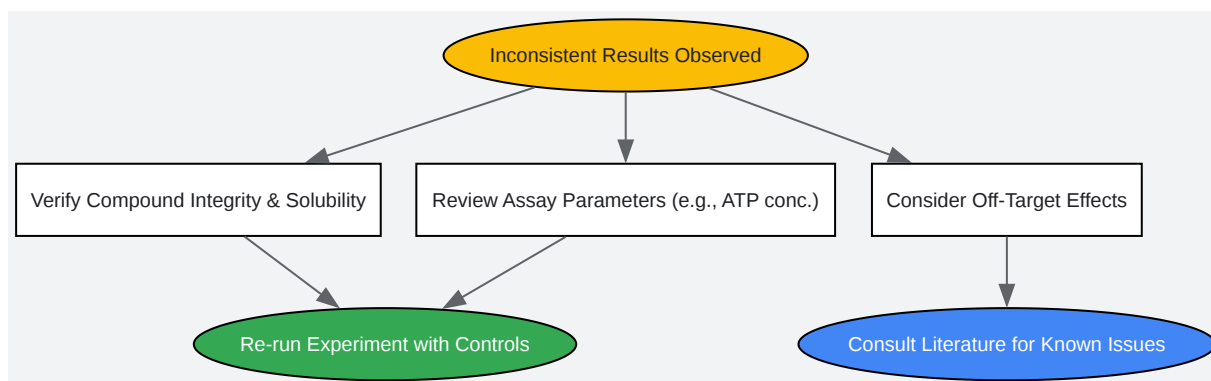 Inconsistent Results Observed
Verify Compound Integrity & Solubility
Review Assay Parameters (e.g., ATP conc.)
Consider Off-Target Effects
Re-run Experiment with Controls
Consult Literature for Known Issues